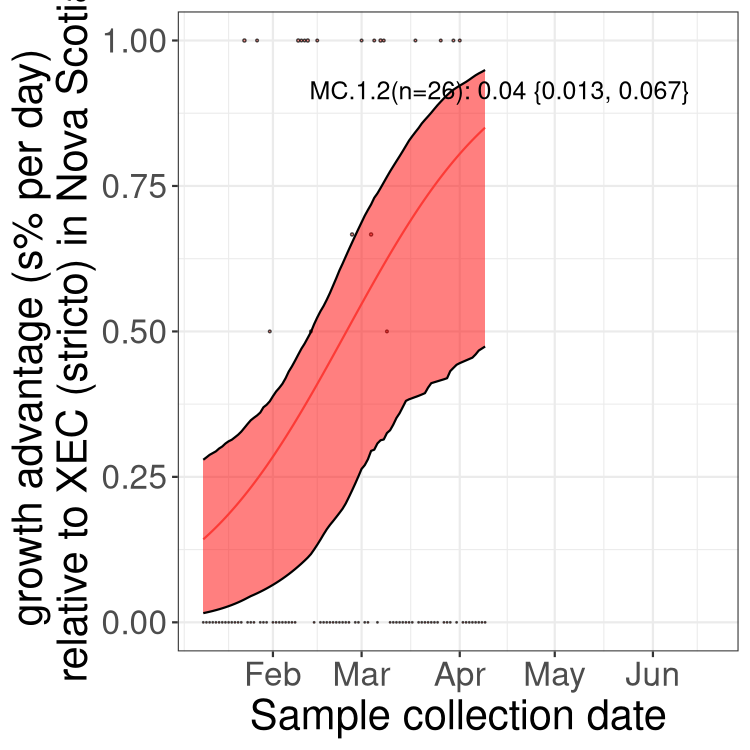 growth advantage (s% per day)
relative to XEC (stricto) in Nova Scotia
1.00
0.75
0.50
0.25
0.00
MC.1.2(n=26): 0.04 {0.013, 0.067}
Feb Mar Apr May Jun
Sample collection date